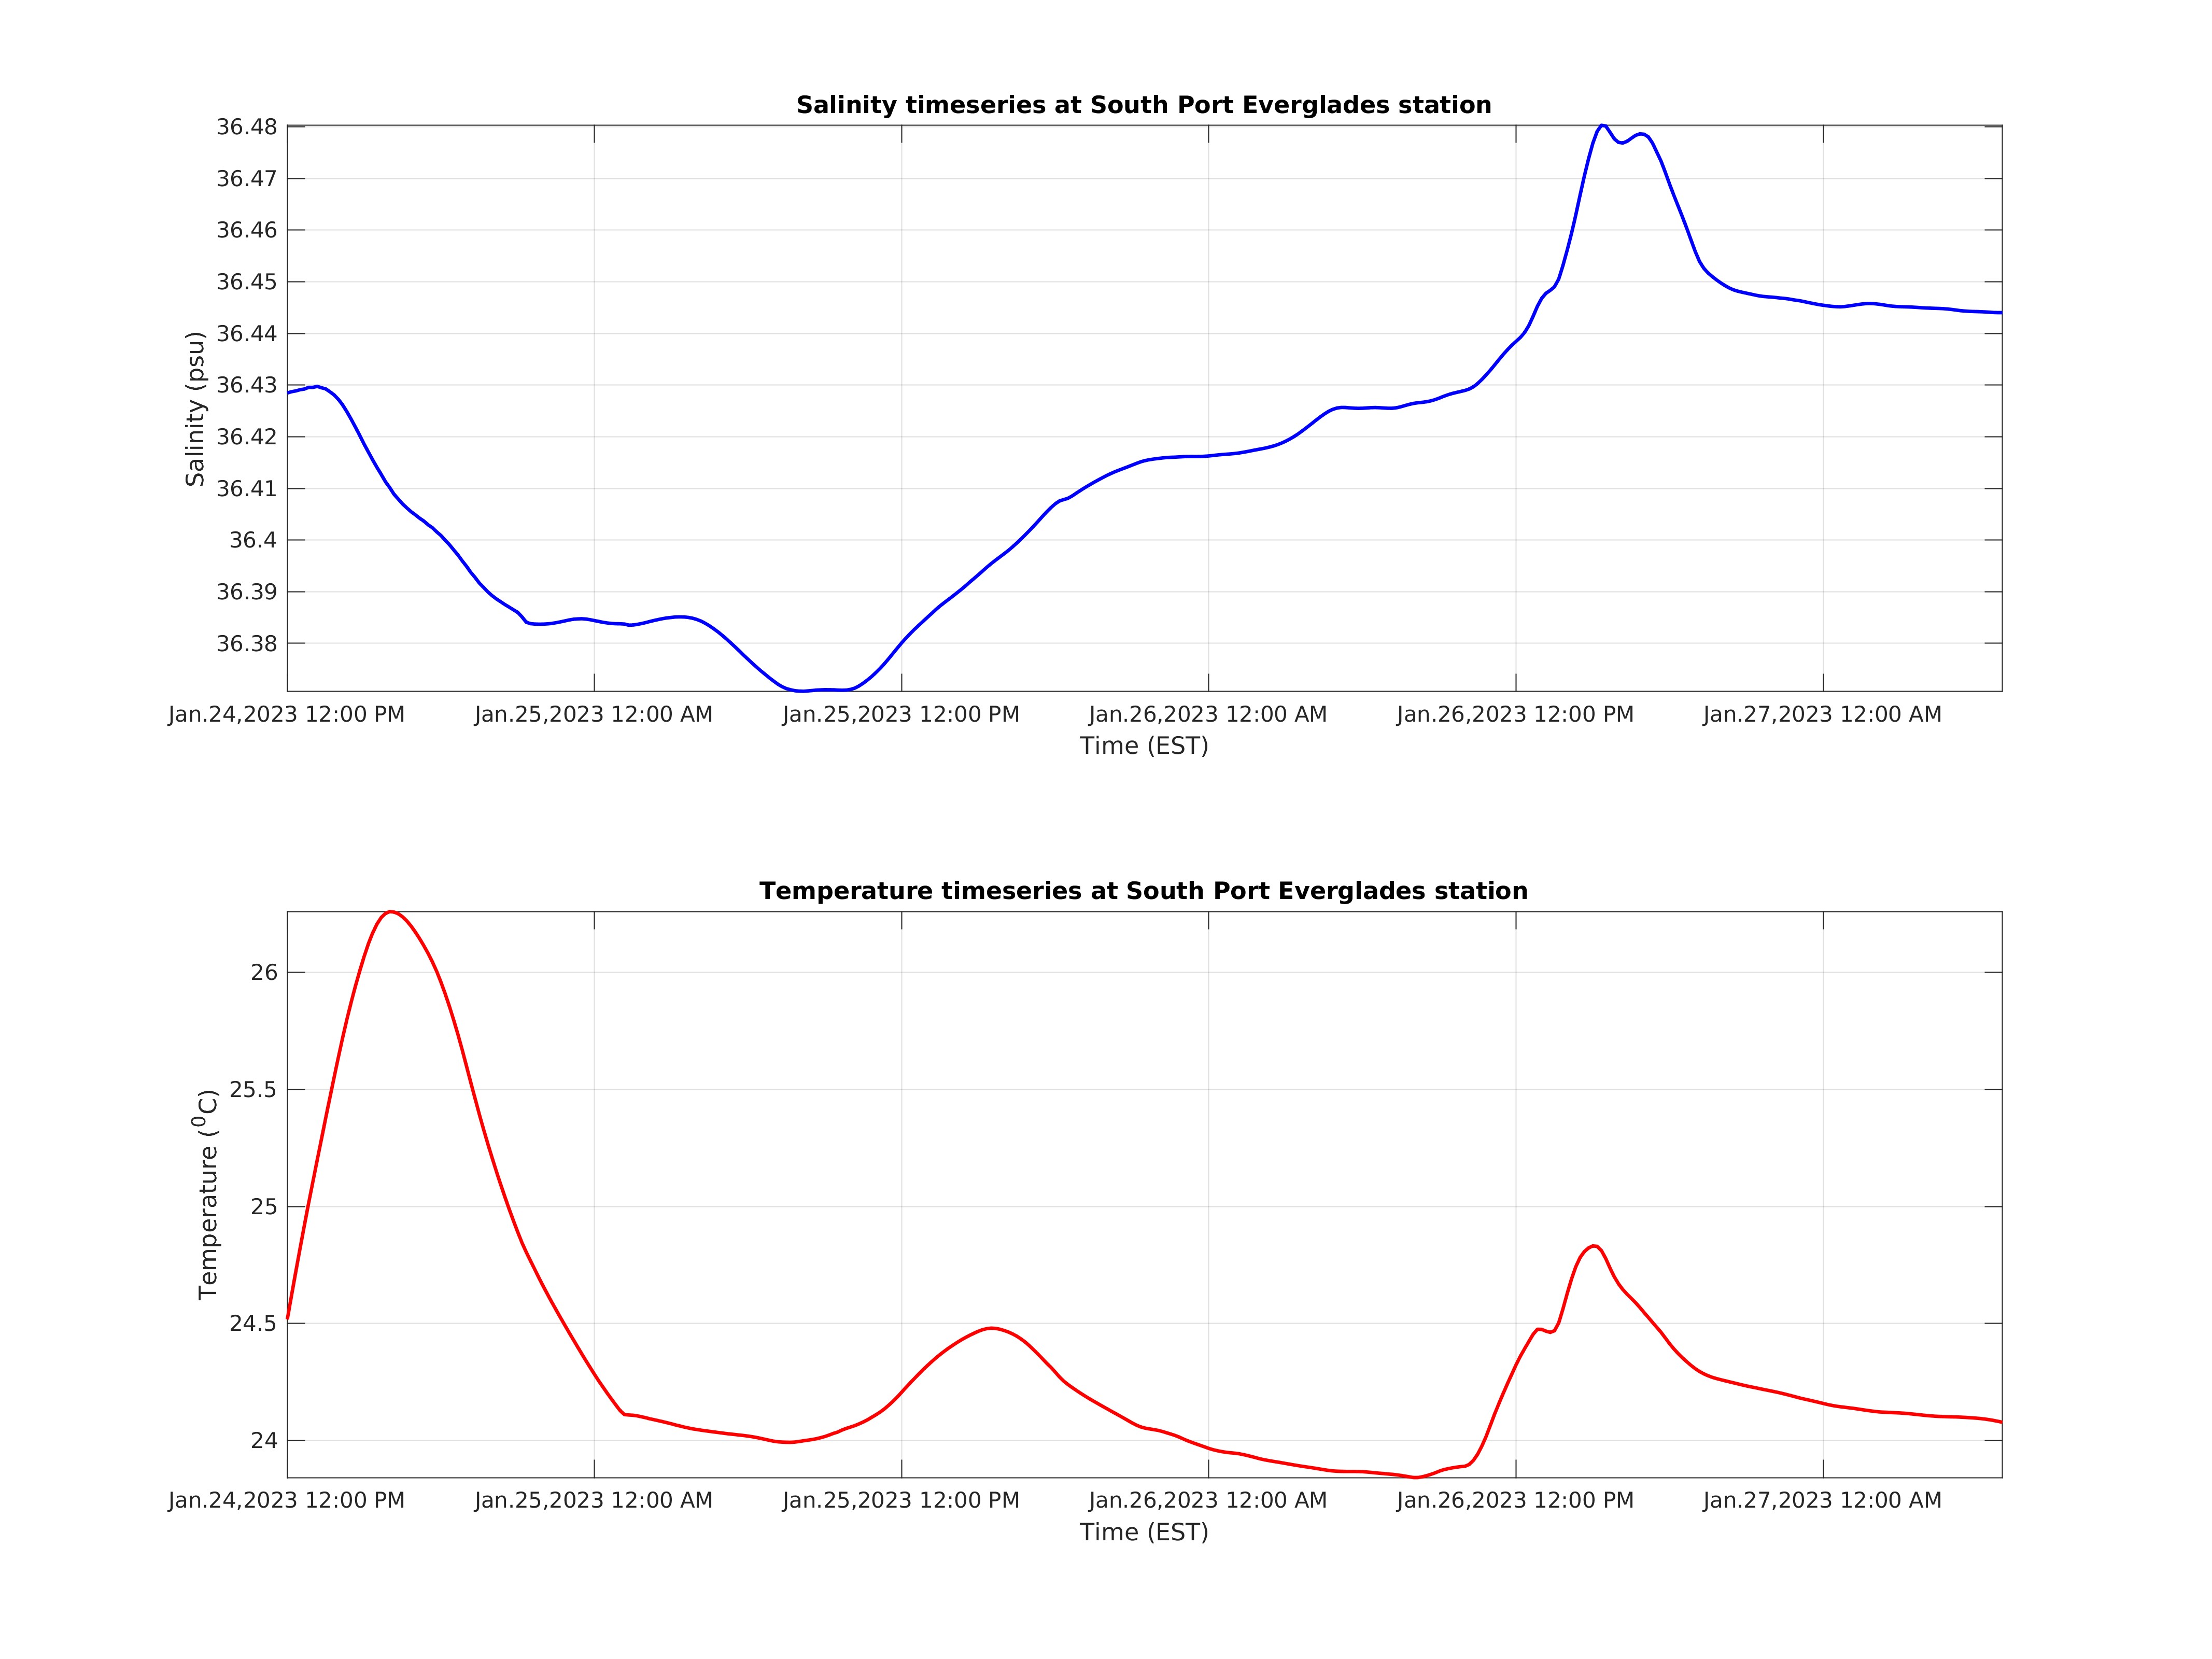 Salinity timeseries at South Port Everglades station
36.48
36.47
36.46
36.45
36.44
36.43
36.42
36.41
36.4
36.39
36.38
Salinity (psu)
Jan.24,2023 12:00 PM Jan.25,2023 12:00 AM Jan.25,2023 12:00 PM Jan.26,2023 12:00 AM Jan.26,2023 12:00 PM Jan.27,2023 12:00 AM
Time (EST)
Temperature timeseries at South Port Everglades station
26
25.5
25
24.5
24
Temperature (⁰C)
Jan.24,2023 12:00 PM Jan.25,2023 12:00 AM Jan.25,2023 12:00 PM Jan.26,2023 12:00 AM Jan.26,2023 12:00 PM Jan.27,2023 12:00 AM
Time (EST)